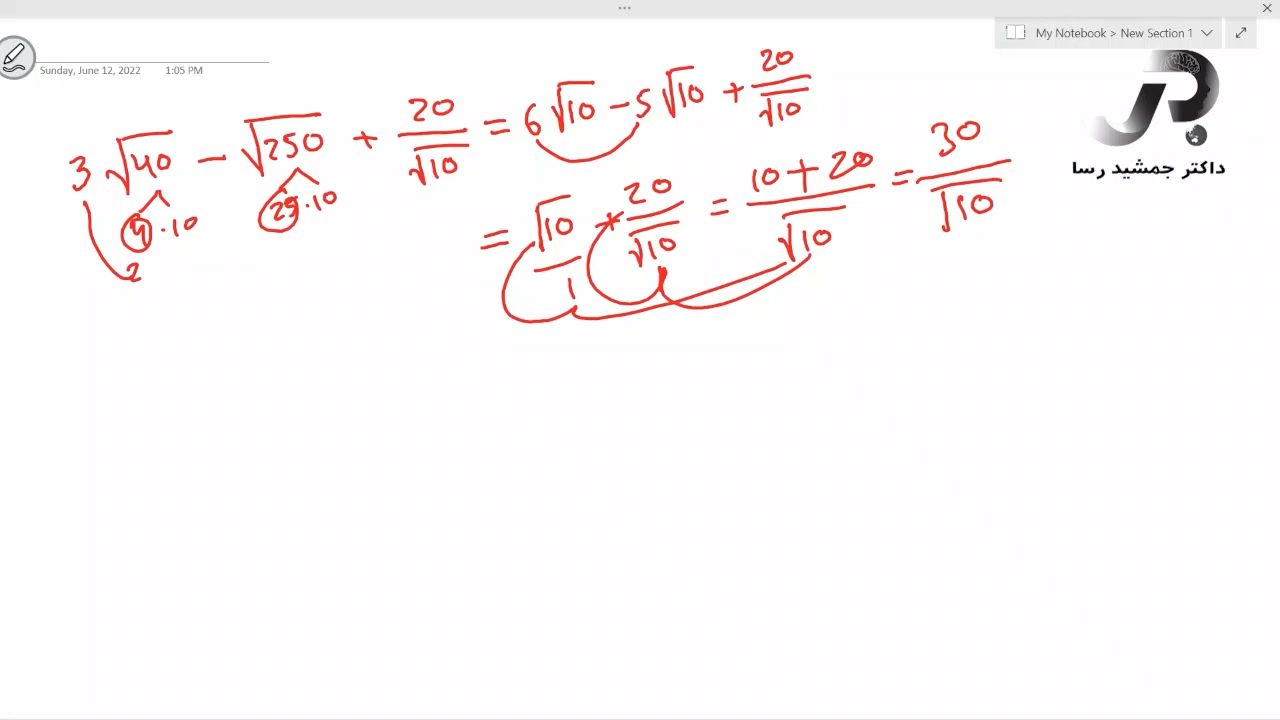 My Notebook > New Section 1
Sunday, June 12, 2022 1:05 PM
3√40 − √250 + 20/√10 = 6√10 − 5√10 + 20/√10
4·10 25·10
2
= √10/1 + 20/√10 = (10 + 20)/√10 = 30/√10
داکتر جمشید رسا